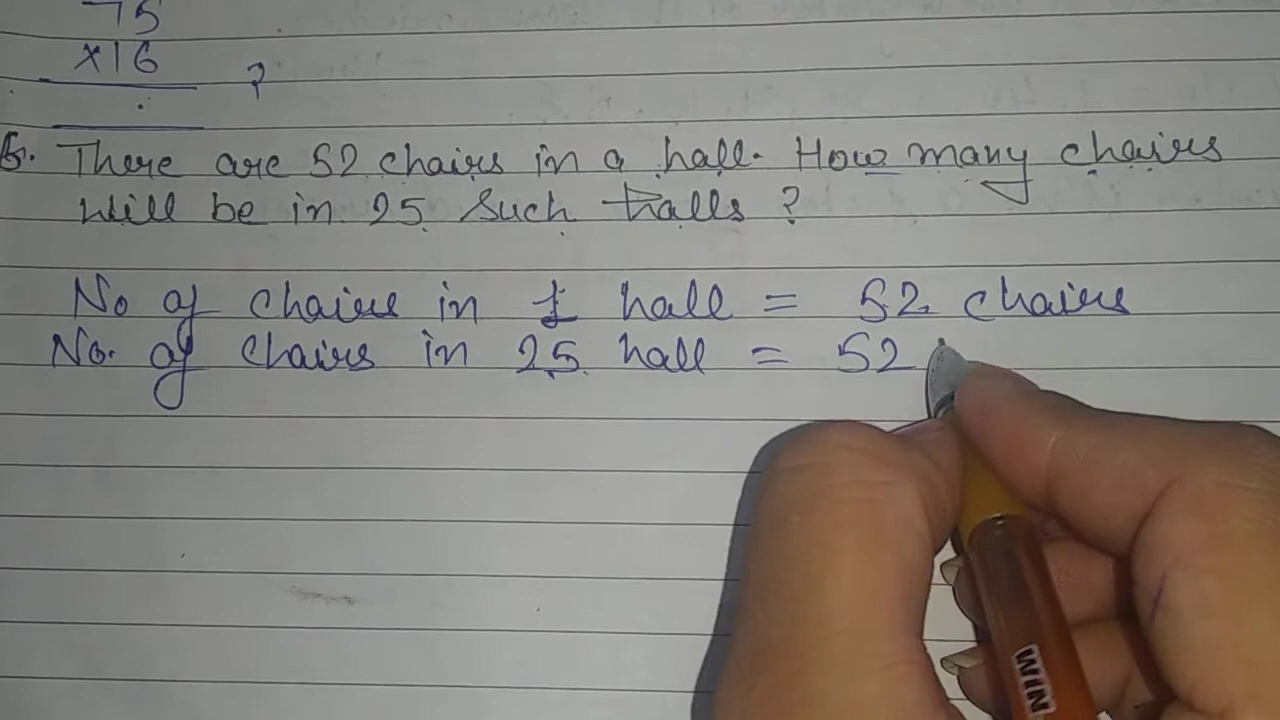 75
×16
?
Q. There are 52 chairs in a hall. How many chairs
will be in 25 such halls ?
No of chairs in 1 hall = 52 chairs
No. of chairs in 25 hall = 52
WIN